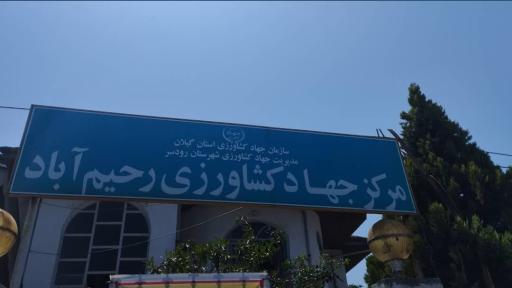 سازمان جهاد کشاورزی استان گیلان
مدیریت جهاد کشاورزی شهرستان رودسر
مرکز جهاد کشاورزی رحیم آباد